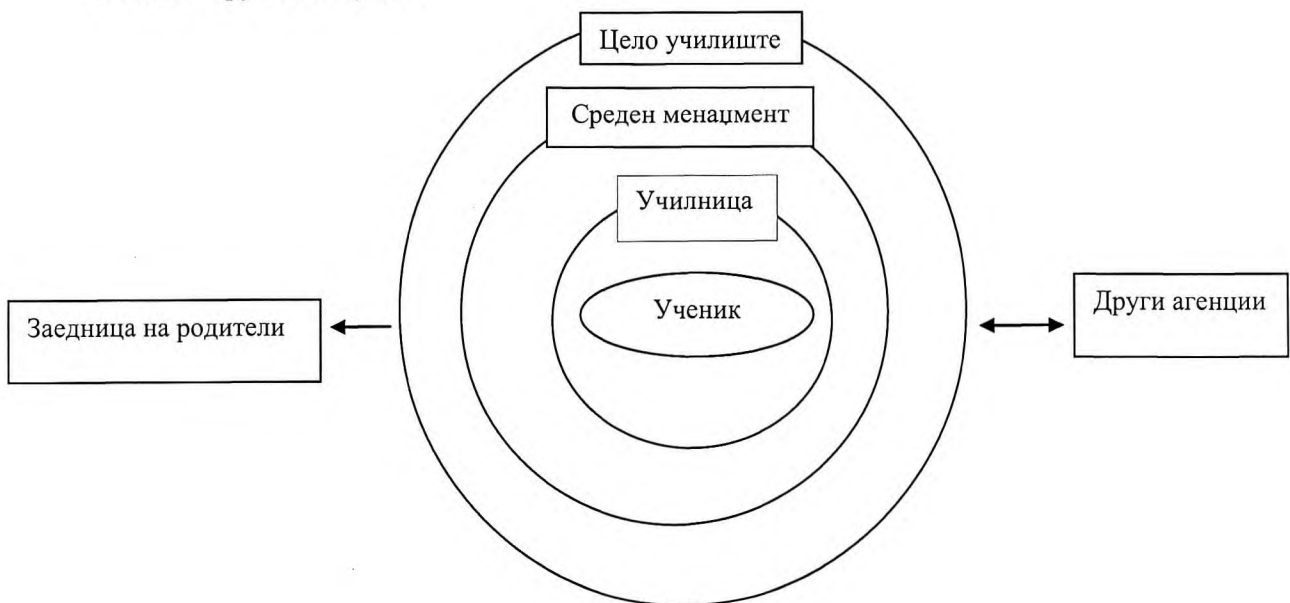 Цело училиште
Среден менаџмент
Училница
Ученик
Заедница на родители
Други агенции